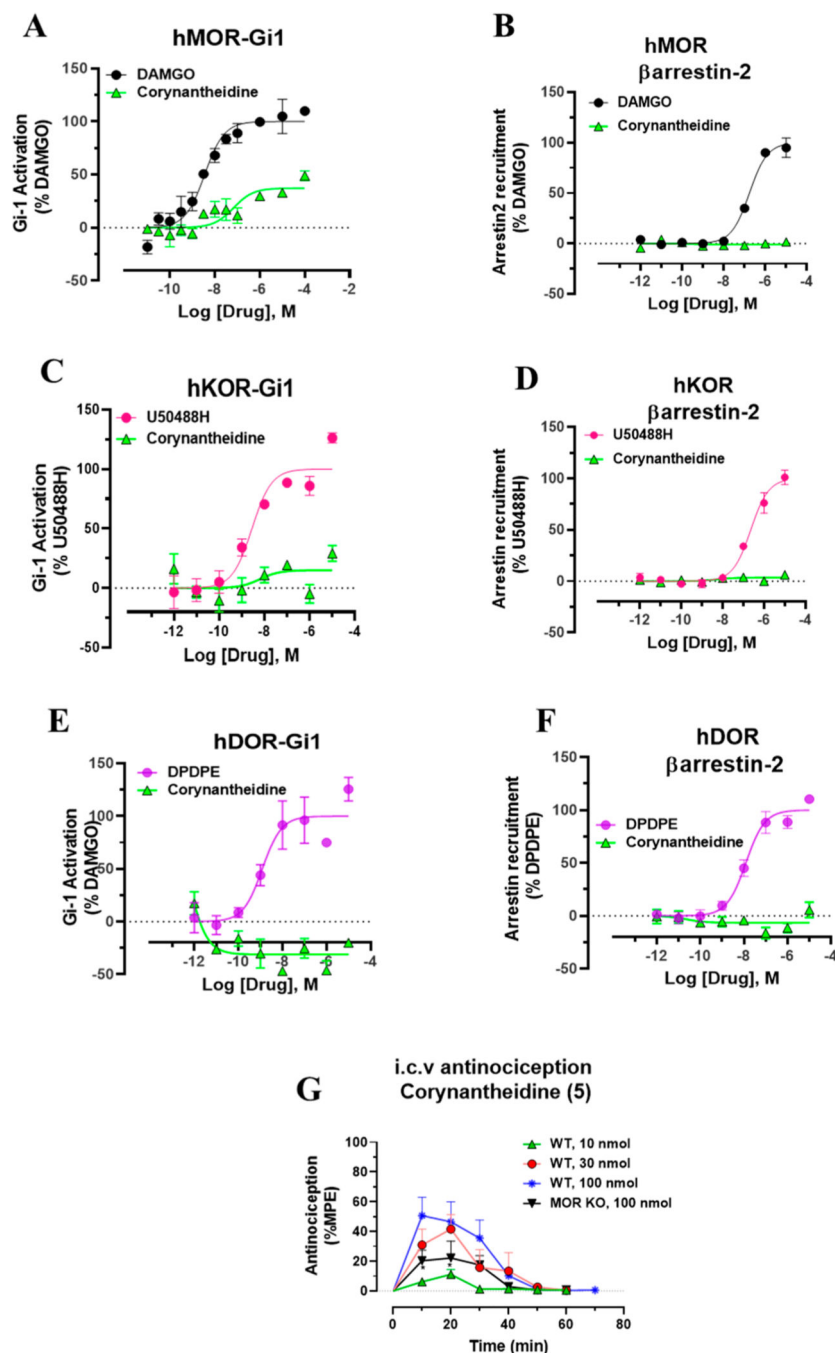 A
hMOR-Gi1
DAMGO
Corynantheidine
Gi-1 Activation
(% DAMGO)
150
100
50
0
-50
-10
-8
-6
-4
-2
Log [Drug], M
B
hMOR
βarrestin-2
DAMGO
Corynantheidine
Arrestin2 recruitment
(% DAMGO)
150
100
50
0
-50
-12
-10
-8
-6
-4
Log [Drug], M
C
hKOR-Gi1
U50488H
Corynantheidine
Gi-1 Activation
(% U50488H)
150
100
50
0
-50
-12
-10
-8
-6
-4
Log [Drug], M
D
hKOR
βarrestin-2
U50488H
Corynantheidine
Arrestin recruitment
(% U50488H)
150
100
50
0
-50
-12
-10
-8
-6
-4
Log [Drug], M
E
hDOR-Gi1
DPDPE
Corynantheidine
Gi-1 Activation
(% DAMGO)
150
100
50
0
-50
-12
-10
-8
-6
-4
Log [Drug], M
F
hDOR
βarrestin-2
DPDPE
Corynantheidine
Arrestin recruitment
(% DPDPE)
150
100
50
0
-50
-12
-10
-8
-6
-4
Log [Drug], M
G
i.c.v antinociception
Corynantheidine (5)
WT, 10 nmol
WT, 30 nmol
WT, 100 nmol
MOR KO, 100 nmol
Antinociception
(%MPE)
100
80
60
40
20
0
* *
0
20
40
60
80
Time (min)